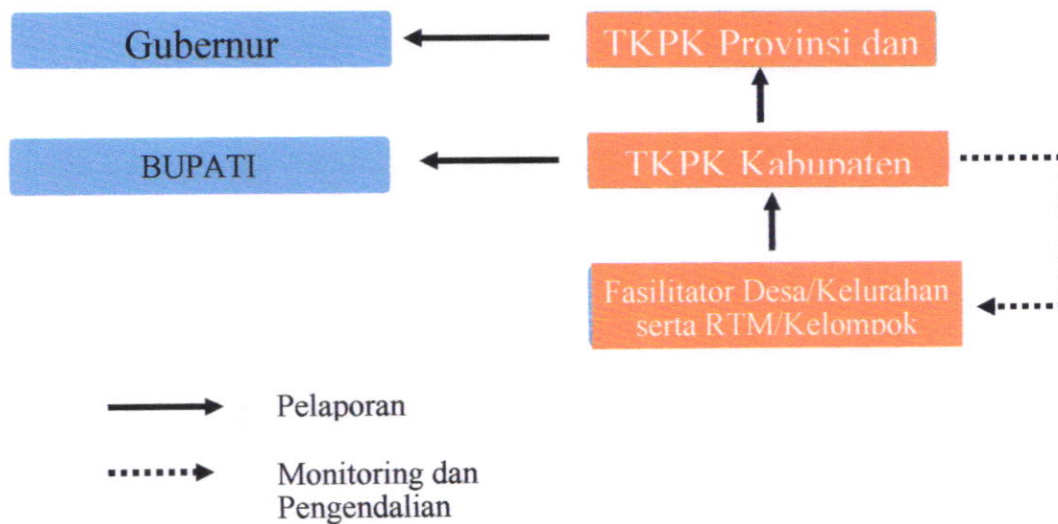 Gubernur
TKPK Provinsi dan
BUPATI
TKPK Kabupaten
Fasilitator Desa/Kelurahan
serta RTM/Kelompok
Pelaporan
Monitoring dan
Pengendalian